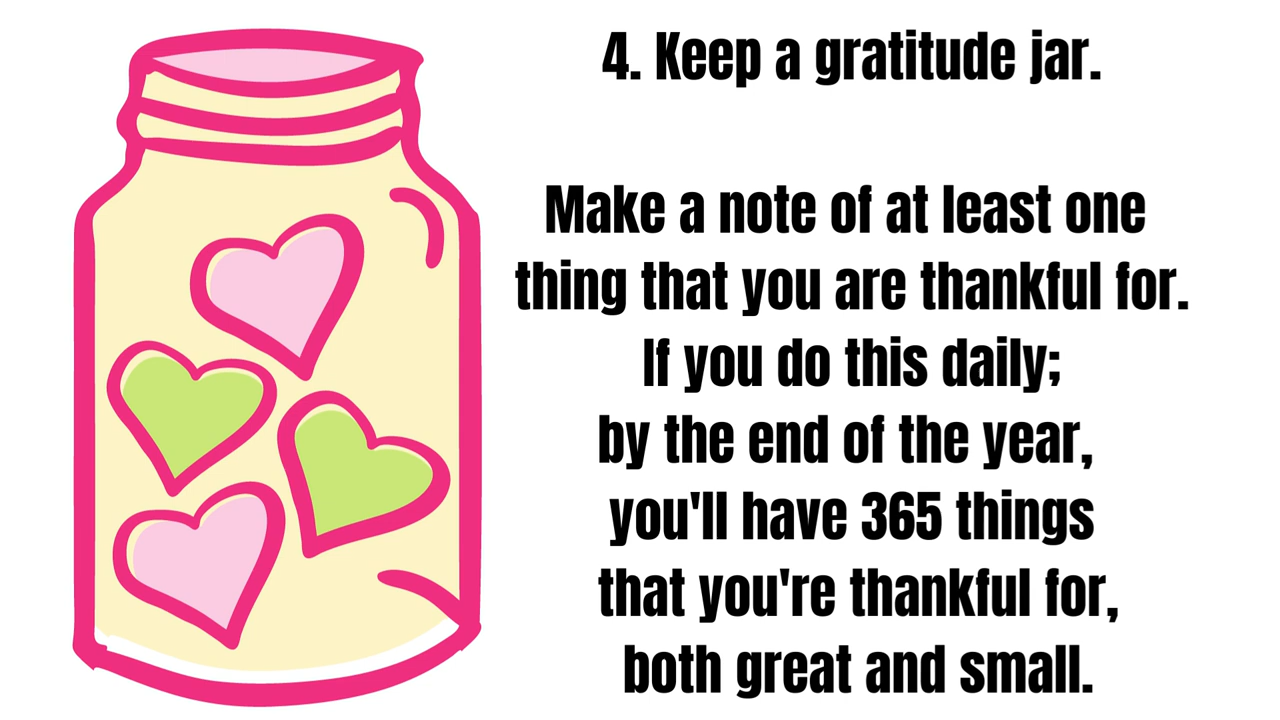 4. Keep a gratitude jar.
Make a note of at least one
thing that you are thankful for.
If you do this daily;
by the end of the year,
you'll have 365 things
that you're thankful for,
both great and small.